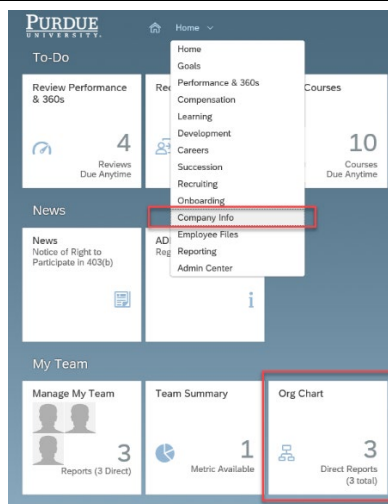 PURDUE
UNIVERSITY.
Home
To-Do
Home
Goals
Performance & 360s
Compensation
Learning
Development
Careers
Succession
Recruiting
Onboarding
Company Info
Employee Files
Reporting
Admin Center
Review Performance
& 360s
4
Reviews
Due Anytime
Courses
10
Courses
Due Anytime
News
News
Notice of Right to
Participate in 403(b)
i
My Team
Manage My Team
3
Reports (3 Direct)
Team Summary
1
Metric Available
Org Chart
3
Direct Reports
(3 total)